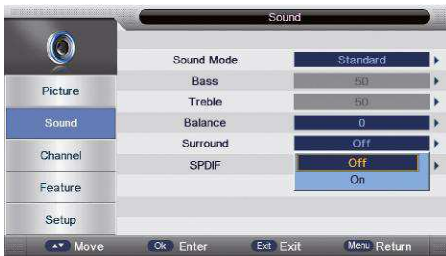 Sound
Sound Mode Standard
Bass 50
Picture
Treble 50
Sound
Balance 0
Surround Off
Channel
SPDIF Off
On
Feature
Setup
Move Ok Enter Exit Exit Menu Return